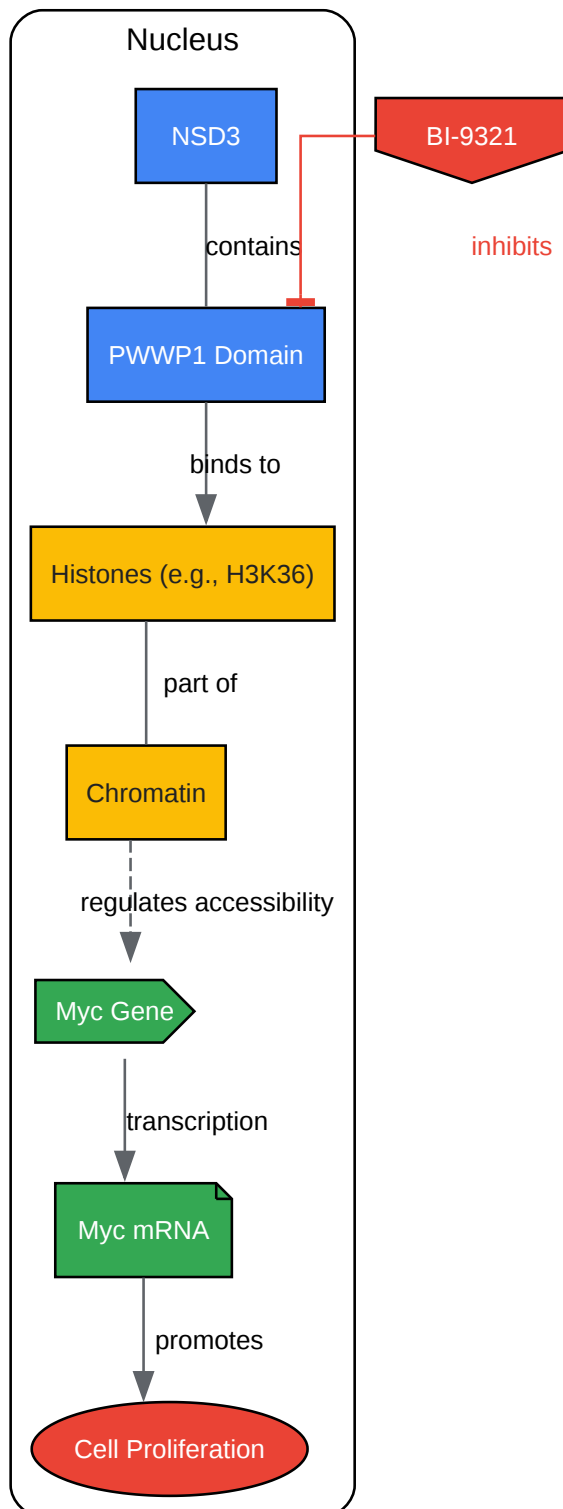 Nucleus
NSD3
BI-9321
contains
inhibits
PWWP1 Domain
binds to
Histones (e.g., H3K36)
part of
Chromatin
regulates accessibility
Myc Gene
transcription
Myc mRNA
promotes
Cell Proliferation